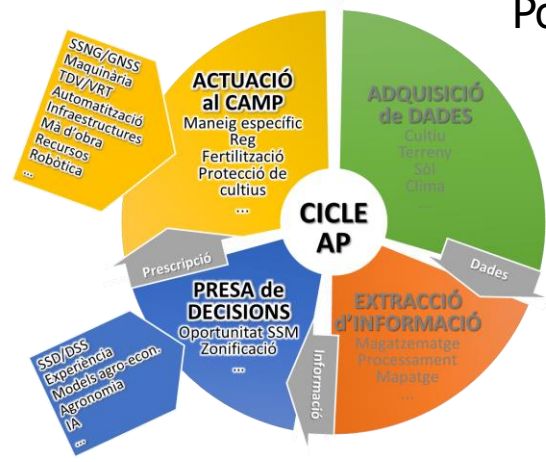 Po
SSNG/GNSS
Maquinària
TDV/VRT
Automatització
Infraestructures
Mà d'obra
Recursos
Robòtica
...
ACTUACIÓ
al CAMP
Maneig específic
Reg
Fertilització
Protecció de
cultius
...
ADQUISICIÓ
de DADES
Cultiu
Terreny
Sòl
Clima
...
CICLE
AP
Prescripció
Dades
PRESA de
DECISIONS
Oportunitat SSM
Zonificació
...
EXTRACCIÓ
d'INFORMACIÓ
Magatzematge
Processament
Mapatge
...
Informació
SSD/DSS
Experiència
Models agro-econ.
Agronomia
IA
...